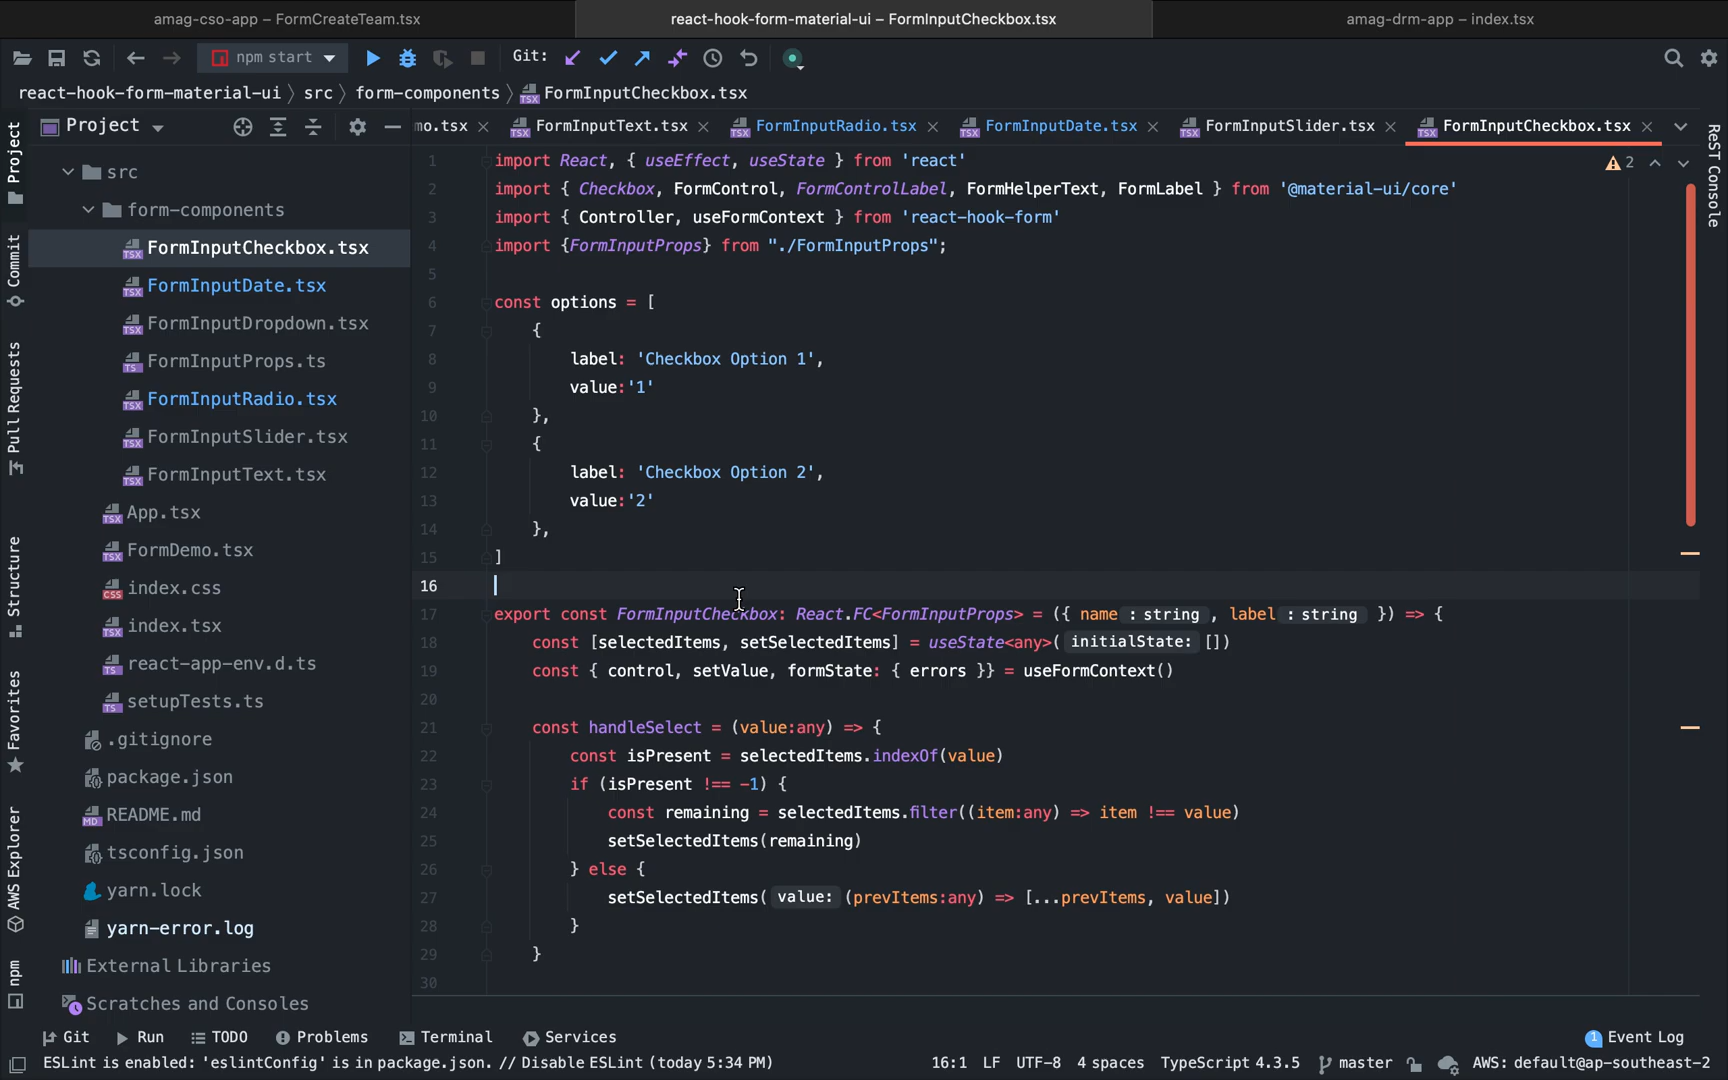 amag-cso-app – FormCreateTeam.tsx
react-hook-form-material-ui – FormInputCheckbox.tsx
amag-drm-app – index.tsx
npm start
Git:
react-hook-form-material-ui 〉 src 〉 form-components 〉 FormInputCheckbox.tsx
Project
mo.tsx
FormInputText.tsx
FormInputRadio.tsx
FormInputDate.tsx
FormInputSlider.tsx
FormInputCheckbox.tsx
Project
Commit
Pull Requests
Structure
Favorites
AWS Explorer
npm
src
form-components
FormInputCheckbox.tsx
FormInputDate.tsx
FormInputDropdown.tsx
FormInputProps.ts
FormInputRadio.tsx
FormInputSlider.tsx
FormInputText.tsx
App.tsx
FormDemo.tsx
index.css
index.tsx
react-app-env.d.ts
setupTests.ts
.gitignore
package.json
README.md
tsconfig.json
yarn.lock
yarn-error.log
External Libraries
Scratches and Consoles
2
1 import React, { useEffect, useState } from 'react'
2 import { Checkbox, FormControl, FormControlLabel, FormHelperText, FormLabel } from '@material-ui/core'
3 import { Controller, useFormContext } from 'react-hook-form'
4 import {FormInputProps} from "./FormInputProps";
5
6 const options = [
7 {
8 label: 'Checkbox Option 1',
9 value:'1'
10 },
11 {
12 label: 'Checkbox Option 2',
13 value:'2'
14 },
15 ]
16
17 export const FormInputCheckbox: React.FC<FormInputProps> = ({ name : string , label : string }) => {
18 const [selectedItems, setSelectedItems] = useState<any>( initialState: [])
19 const { control, setValue, formState: { errors }} = useFormContext()
20
21 const handleSelect = (value:any) => {
22 const isPresent = selectedItems.indexOf(value)
23 if (isPresent !== -1) {
24 const remaining = selectedItems.filter((item:any) => item !== value)
25 setSelectedItems(remaining)
26 } else {
27 setSelectedItems( value: (prevItems:any) => [...prevItems, value])
28 }
29 }
30
ReST Console
Git
Run
TODO
Problems
Terminal
Services
1 Event Log
ESLint is enabled: 'eslintConfig' is in package.json. // Disable ESLint (today 5:34 PM)
16:1 LF UTF-8 4 spaces TypeScript 4.3.5 master AWS: default@ap-southeast-2